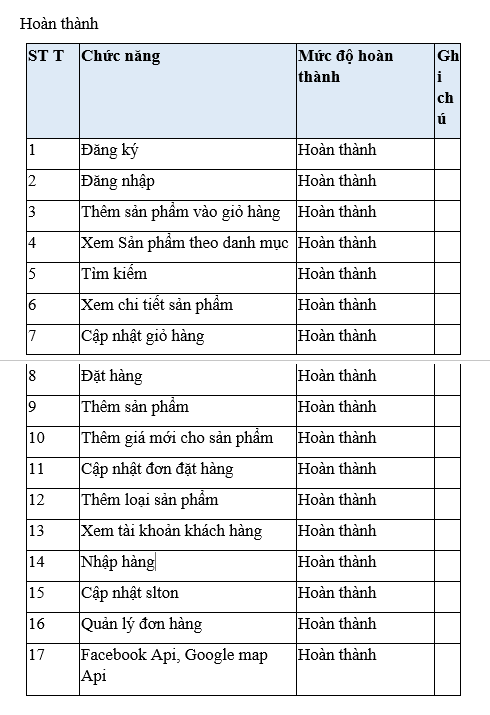 Hoàn thành
ST T Chức năng Mức độ hoàn thành Ghi chú
1 Đăng ký Hoàn thành
2 Đăng nhập Hoàn thành
3 Thêm sản phẩm vào giỏ hàng Hoàn thành
4 Xem Sản phẩm theo danh mục Hoàn thành
5 Tìm kiếm Hoàn thành
6 Xem chi tiết sản phẩm Hoàn thành
7 Cập nhật giỏ hàng Hoàn thành
8 Đặt hàng Hoàn thành
9 Thêm sản phẩm Hoàn thành
10 Thêm giá mới cho sản phẩm Hoàn thành
11 Cập nhật đơn đặt hàng Hoàn thành
12 Thêm loại sản phẩm Hoàn thành
13 Xem tài khoản khách hàng Hoàn thành
14 Nhập hàng Hoàn thành
15 Cập nhật slton Hoàn thành
16 Quản lý đơn hàng Hoàn thành
17 Facebook Api, Google map Api Hoàn thành